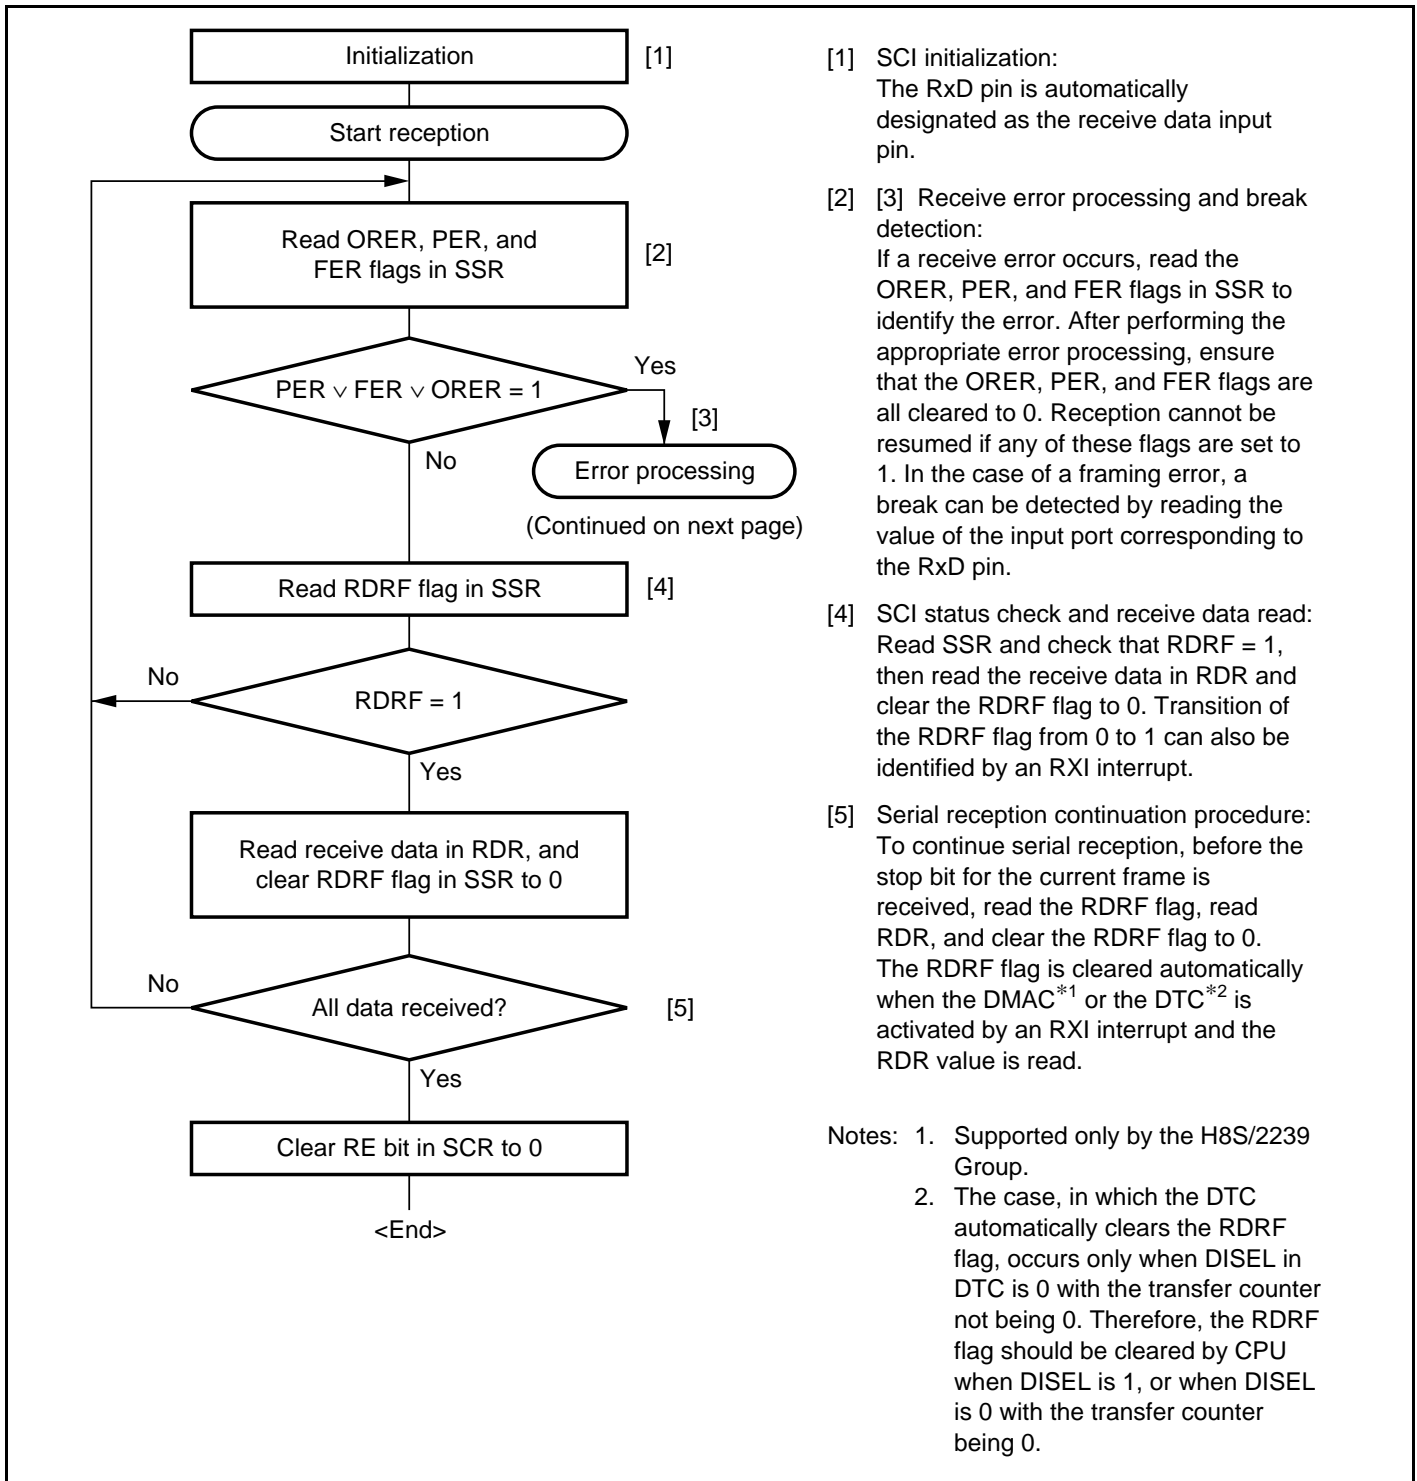 Initialization
[1]
Start reception
Read ORER, PER, and
FER flags in SSR
[2]
PER ∨ FER ∨ ORER = 1
Yes
[3]
No
Error processing
(Continued on next page)
Read RDRF flag in SSR
[4]
No
RDRF = 1
Yes
Read receive data in RDR, and
clear RDRF flag in SSR to 0
No
All data received?
[5]
Yes
Clear RE bit in SCR to 0
<End>
[1] SCI initialization:
The RxD pin is automatically
designated as the receive data input
pin.
[2] [3] Receive error processing and break
detection:
If a receive error occurs, read the
ORER, PER, and FER flags in SSR to
identify the error. After performing the
appropriate error processing, ensure
that the ORER, PER, and FER flags are
all cleared to 0. Reception cannot be
resumed if any of these flags are set to
1. In the case of a framing error, a
break can be detected by reading the
value of the input port corresponding to
the RxD pin.
[4] SCI status check and receive data read:
Read SSR and check that RDRF = 1,
then read the receive data in RDR and
clear the RDRF flag to 0. Transition of
the RDRF flag from 0 to 1 can also be
identified by an RXI interrupt.
[5] Serial reception continuation procedure:
To continue serial reception, before the
stop bit for the current frame is
received, read the RDRF flag, read
RDR, and clear the RDRF flag to 0.
The RDRF flag is cleared automatically
when the DMAC*1 or the DTC*2 is
activated by an RXI interrupt and the
RDR value is read.
Notes: 1. Supported only by the H8S/2239
Group.
2. The case, in which the DTC
automatically clears the RDRF
flag, occurs only when DISEL in
DTC is 0 with the transfer counter
not being 0. Therefore, the RDRF
flag should be cleared by CPU
when DISEL is 1, or when DISEL
is 0 with the transfer counter
being 0.